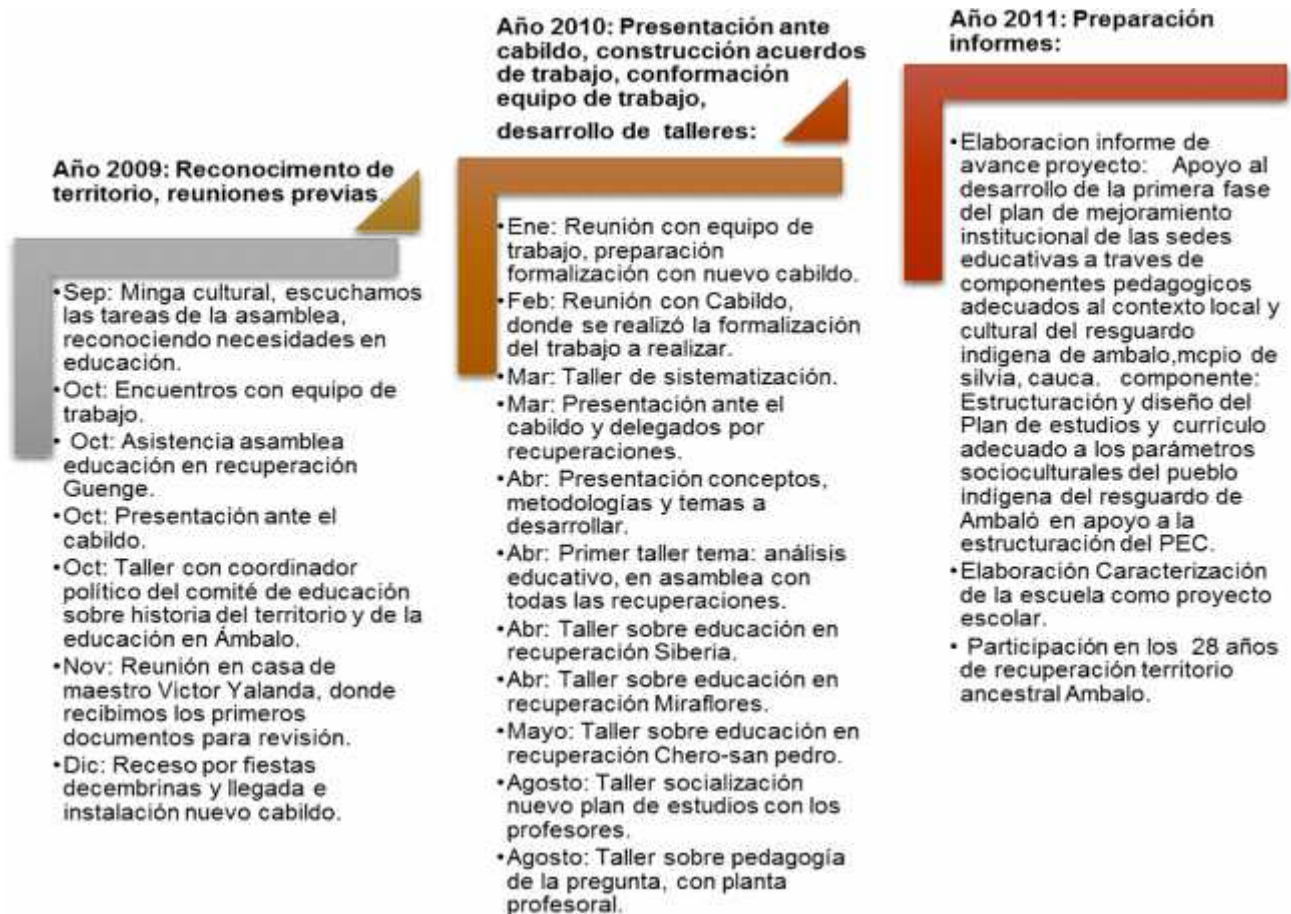 Año 2009: Reconocimento de
territorio, reuniones previas.
•Sep: Minga cultural, escuchamos
las tareas de la asamblea,
reconociendo necesidades en
educación.
•Oct: Encuentros con equipo de
trabajo.
• Oct: Asistencia asamblea
educación en recuperación
Guenge.
•Oct: Presentación ante el
cabildo.
•Oct: Taller con coordinador
político del comité de educación
sobre historia del territorio y de la
educación en Ámbalo.
•Nov: Reunión en casa de
maestro Victor Yalanda, donde
recibimos los primeros
documentos para revisión.
•Dic: Receso por fiestas
decembrinas y llegada e
instalación nuevo cabildo.
Año 2010: Presentación ante
cabildo, construcción acuerdos
de trabajo, conformación
equipo de trabajo,
desarrollo de talleres:
•Ene: Reunión con equipo de
trabajo, preparación
formalización con nuevo cabildo.
•Feb: Reunión con Cabildo,
donde se realizó la formalización
del trabajo a realizar.
•Mar: Taller de sistematización.
•Mar: Presentación ante el
cabildo y delegados por
recuperaciones.
•Abr: Presentación conceptos,
metodologías y temas a
desarrollar.
•Abr: Primer taller tema: análisis
educativo, en asamblea con
todas las recuperaciones.
•Abr: Taller sobre educación en
recuperación Siberia.
•Abr: Taller sobre educación en
recuperación Miraflores.
•Mayo: Taller sobre educación en
recuperación Chero-san pedro.
•Agosto: Taller socialización
nuevo plan de estudios con los
profesores.
•Agosto: Taller sobre pedagogía
de la pregunta, con planta
profesoral.
Año 2011: Preparación
informes:
•Elaboracion informe de
avance proyecto: Apoyo al
desarrollo de la primera fase
del plan de mejoramiento
institucional de las sedes
educativas a traves de
componentes pedagogicos
adecuados al contexto local y
cultural del resguardo
indigena de ambalo,mcpio de
silvia, cauca. componente:
Estructuración y diseño del
Plan de estudios y currículo
adecuado a los parámetros
socioculturales del pueblo
indígena del resguardo de
Ambaló en apoyo a la
estructuración del PEC.
•Elaboración Caracterización
de la escuela como proyecto
escolar.
• Participación en los 28 años
de recuperación territorio
ancestral Ambalo.